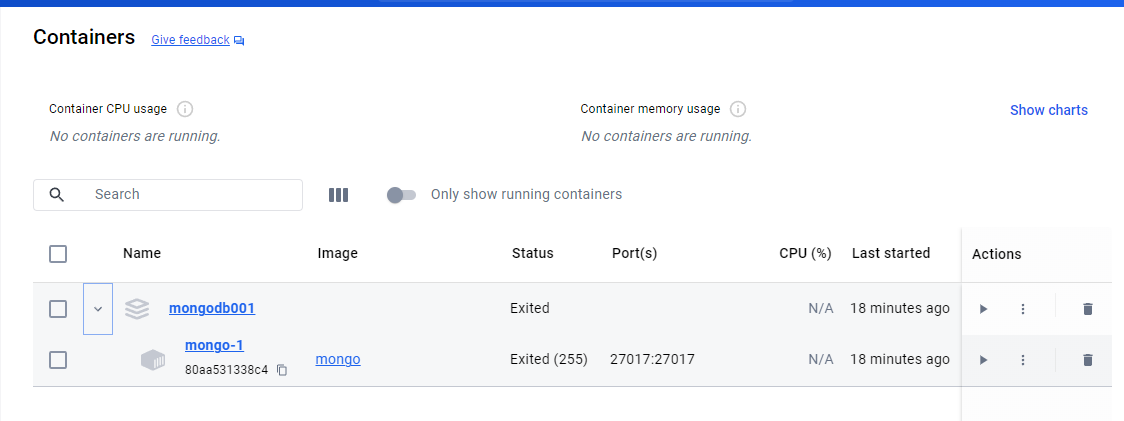 Containers Give feedback
Container CPU usage
No containers are running.
Container memory usage
No containers are running.
Show charts
Search
Only show running containers
Name Image Status Port(s) CPU (%) Last started Actions
mongodb001 Exited N/A 18 minutes ago
mongo-1
80aa531338c4
mongo Exited (255) 27017:27017 N/A 18 minutes ago